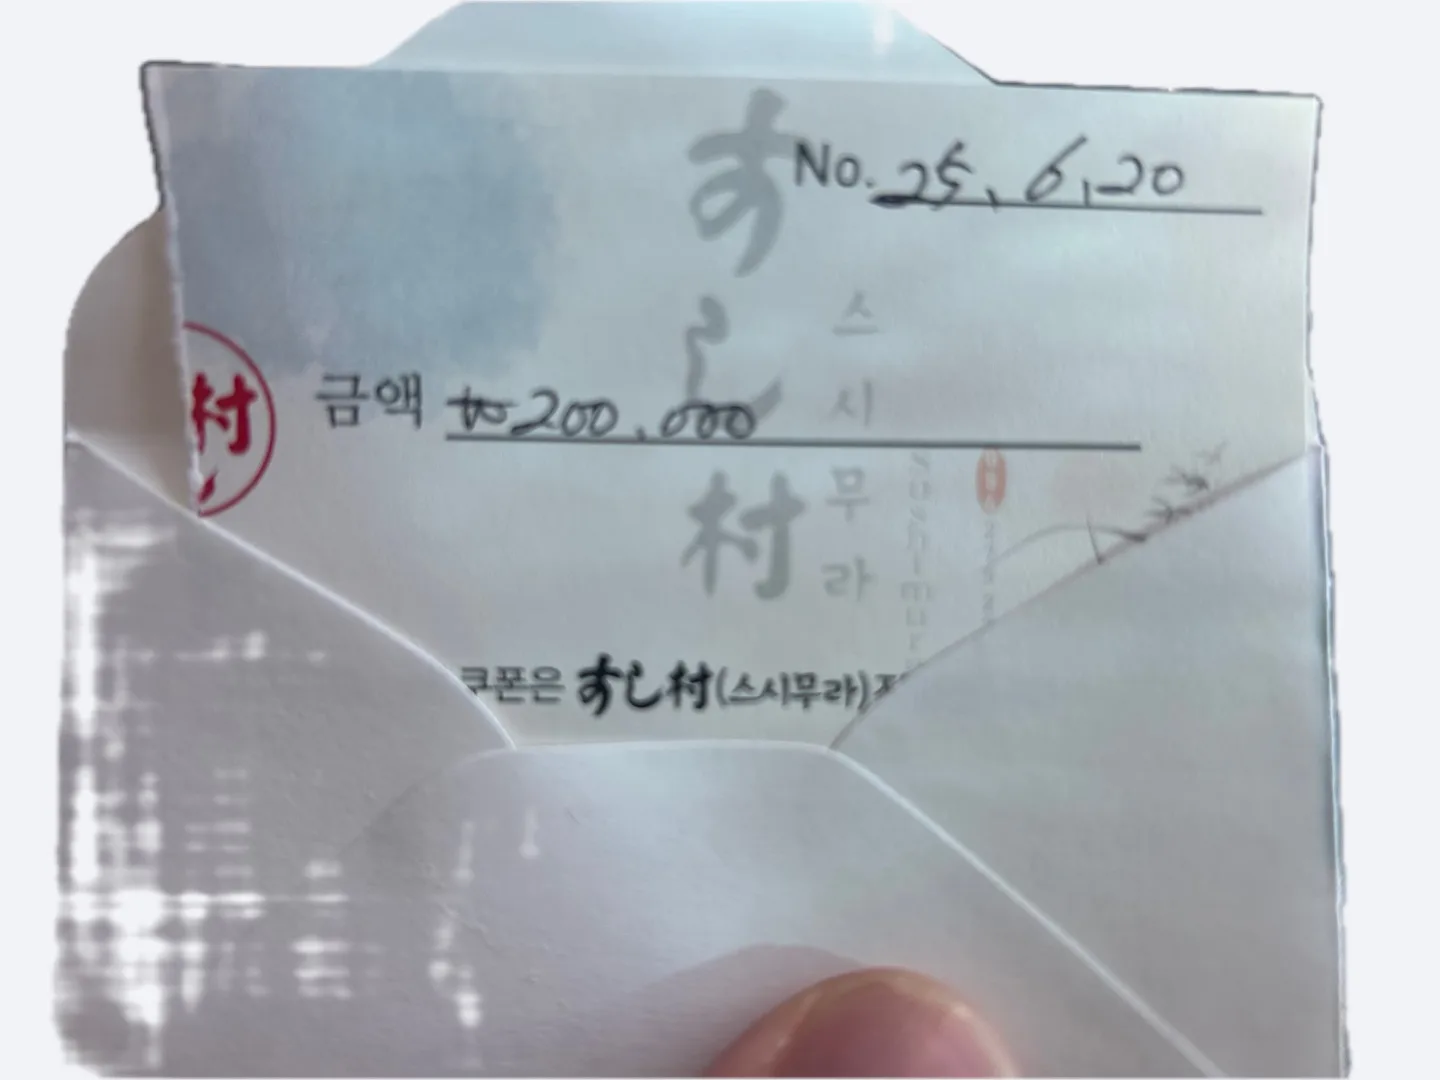 No. 25, 6, 20
すし村
스시무라
村
금액 ₩200,000
쿠폰은 すし村(스시무라)